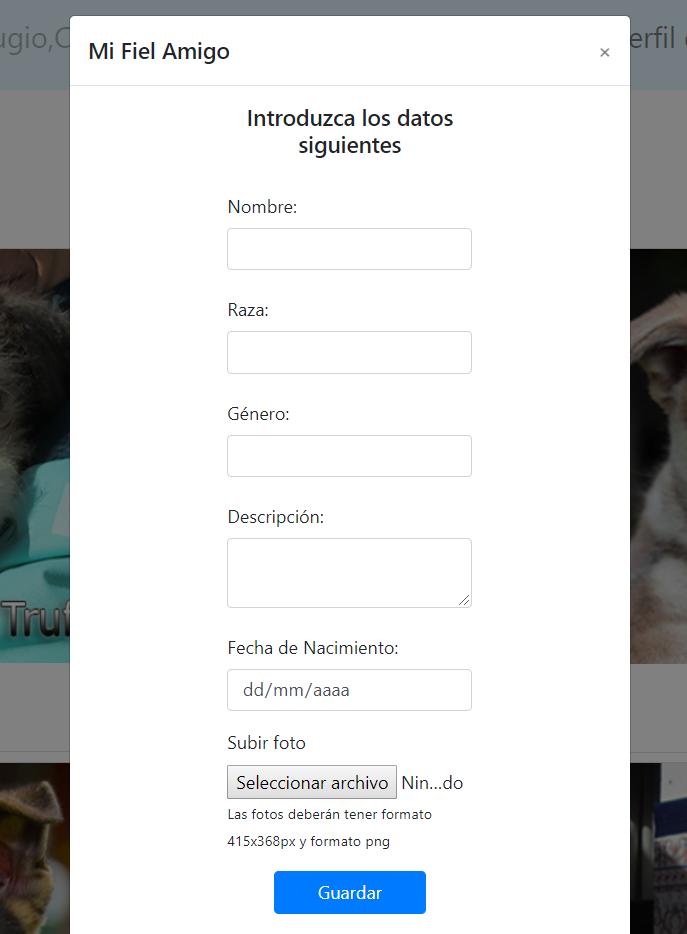 ugio,C
Mi Fiel Amigo
×
erfil
Introduzca los datos
siguientes
Nombre:
Raza:
Género:
Descripción:
Truf
Fecha de Nacimiento:
dd/mm/aaaa
Subir foto
Seleccionar archivo Nin...do
Las fotos deberán tener formato
415x368px y formato png
Guardar